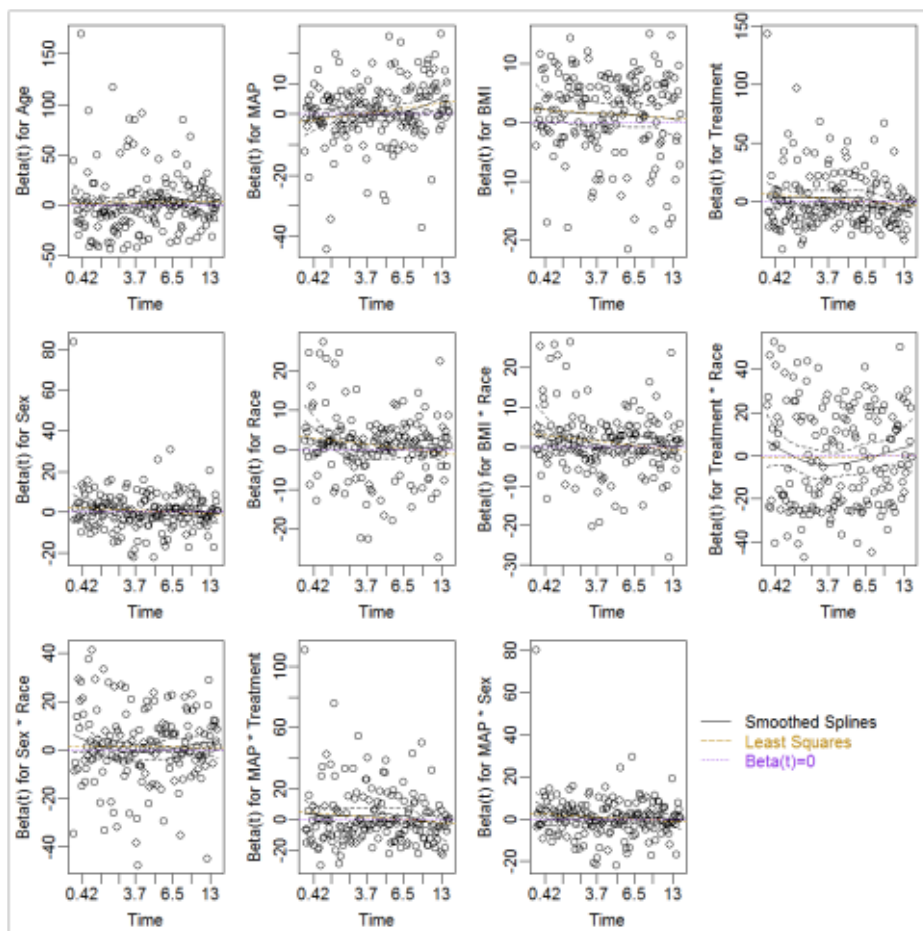 Beta(t) for Age
150
100
50
0
-50
0.42 3.7 6.5 13
Time
Beta(t) for MAP
10
0
-20
-40
0.42 3.7 6.5 13
Time
Beta(t) for BMI
10
0
-10
-20
0.42 3.7 6.5 13
Time
Beta(t) for Treatment
150
100
50
0
0.42 3.7 6.5 13
Time
Beta(t) for Sex
80
60
40
20
0
-20
0.42 3.7 6.5 13
Time
Beta(t) for Race
20
10
0
-10
-20
0.42 3.7 6.5 13
Time
Beta(t) for BMI * Race
20
10
0
-10
-30
0.42 3.7 6.5 13
Time
Beta(t) for Treatment * Race
40
20
0
-20
-40
0.42 3.7 6.5 13
Time
Beta(t) for Sex * Race
40
20
0
-20
-40
0.42 3.7 6.5 13
Time
Beta(t) for MAP * Treatment
100
60
20
0
-20
0.42 3.7 6.5 13
Time
Beta(t) for MAP * Sex
80
60
40
20
0
-20
0.42 3.7 6.5 13
Time
Smoothed Splines
Least Squares
Beta(t)=0